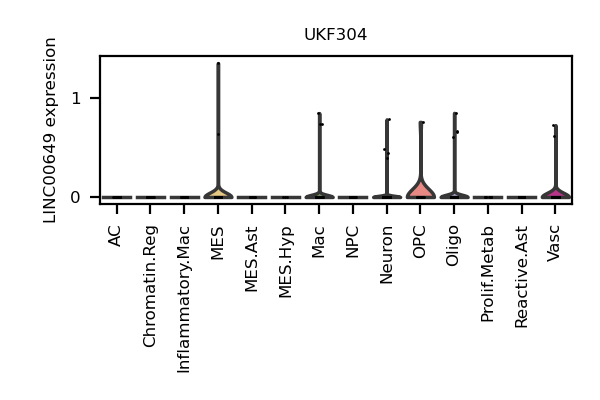 UKF304
LINC00649 expression
1
0
AC
Chromatin.Reg
Inflammatory.Mac
MES
MES.Ast
MES.Hyp
Mac
NPC
Neuron
OPC
Oligo
Prolif.Metab
Reactive.Ast
Vasc